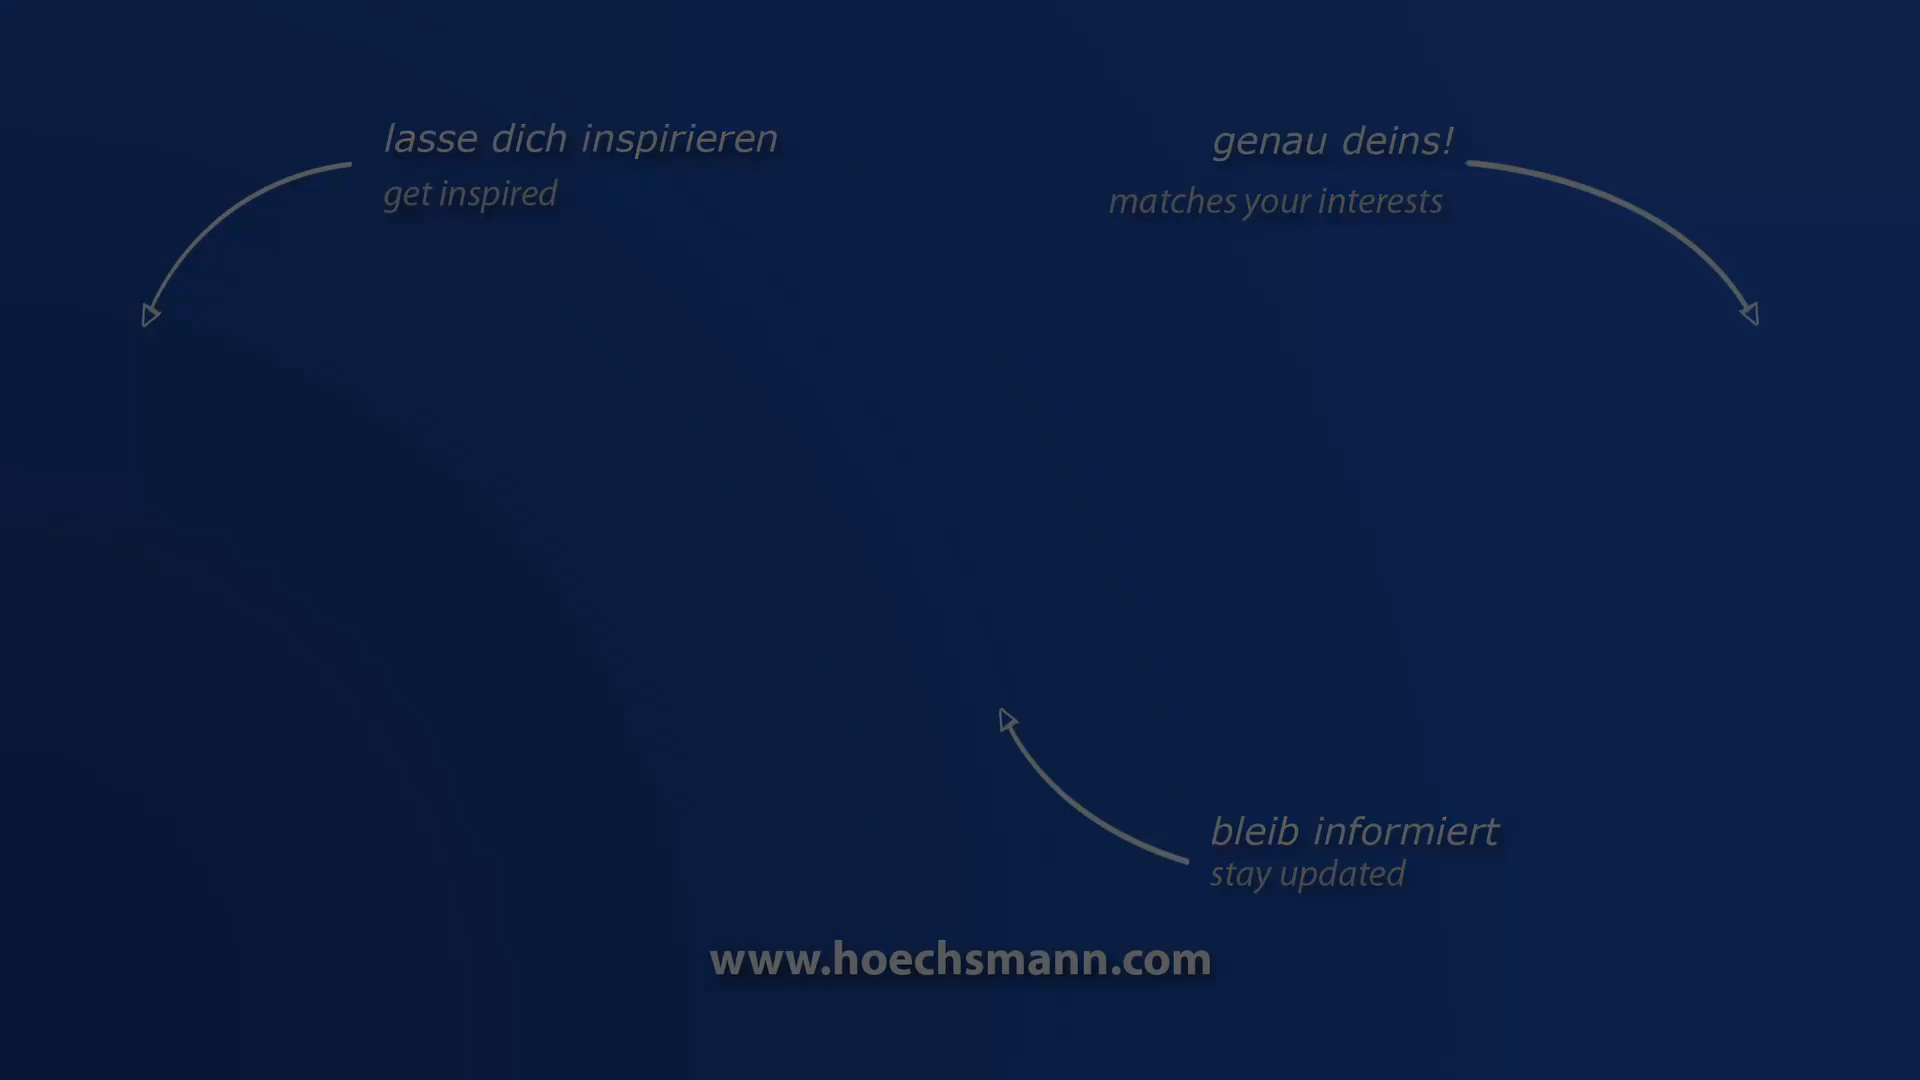 lasse dich inspirieren
get inspired
genau deins!
matches your interests
bleib informiert
stay updated
www.hoechsmann.com